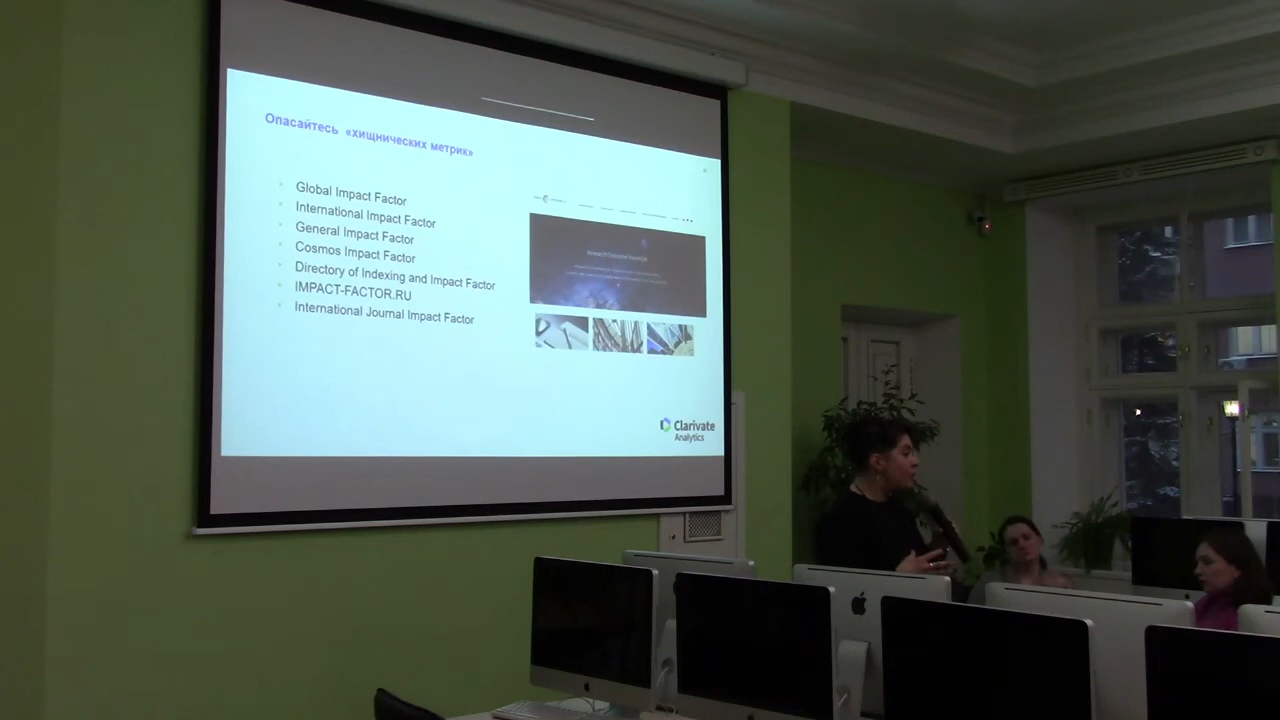 Опасайтесь «хищнических метрик»
Global Impact Factor
International Impact Factor
General Impact Factor
Cosmos Impact Factor
Directory of Indexing and Impact Factor
IMPACT-FACTOR.RU
International Journal Impact Factor
Clarivate
Analytics